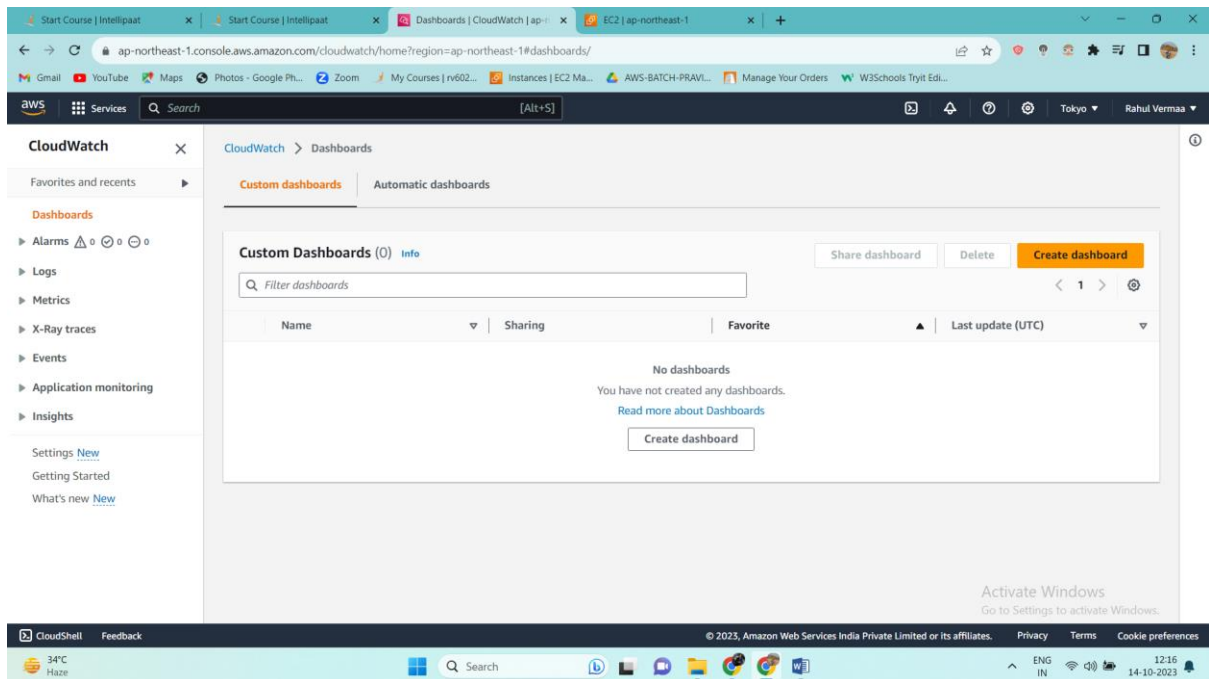 Start Course | Intellipaat
Start Course | Intellipaat
Dashboards | CloudWatch | ap-n
EC2 | ap-northeast-1
ap-northeast-1.console.aws.amazon.com/cloudwatch/home?region=ap-northeast-1#dashboards/
Gmail YouTube Maps Photos - Google Ph... Zoom My Courses | rv602... Instances | EC2 Ma... AWS-BATCH-PRAVI... Manage Your Orders W3Schools Tryit Edi...
aws Services Search [Alt+S] Tokyo Rahul Vermaa
CloudWatch
Favorites and recents
Dashboards
Alarms 0 0 0
Logs
Metrics
X-Ray traces
Events
Application monitoring
Insights
Settings New
Getting Started
What's new New
CloudWatch > Dashboards
Custom dashboards Automatic dashboards
Custom Dashboards (0) Info
Share dashboard Delete Create dashboard
Filter dashboards
< 1 >
Name Sharing Favorite Last update (UTC)
No dashboards
You have not created any dashboards.
Read more about Dashboards
Create dashboard
Activate Windows
Go to Settings to activate Windows.
CloudShell Feedback © 2023, Amazon Web Services India Private Limited or its affiliates. Privacy Terms Cookie preferences
34°C
Haze
Search
ENG
IN
12:16
14-10-2023